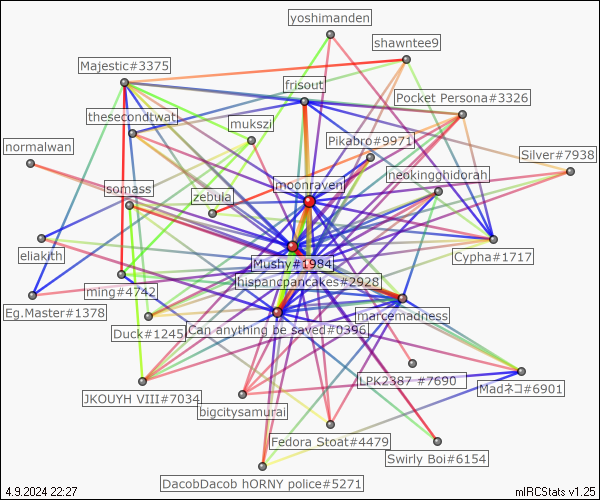 yoshimanden
shawntee9
Majestic#3375
frisout
Pocket Persona#3326
thesecondtwat
mukszi
Pikabro#9971
normalwan
Silver#7938
moonraven
neokinghidorah
somass
zebula
Mushy#1984
Cypha#1717
eliakith
hispancpancakes#2928
ming#4742
Eg.Master#1378
marcemadness
Duck#1245
Can anything be saved#0396
LPK2387 #7690
Madネコ#6901
JKOUYH VIII#7034
bigcitysamurai
Fedora Stoat#4479
Swirly Boi#6154
DacobDacob hORNY police#5271
4.9.2024 22:27
mIRCStats v1.25